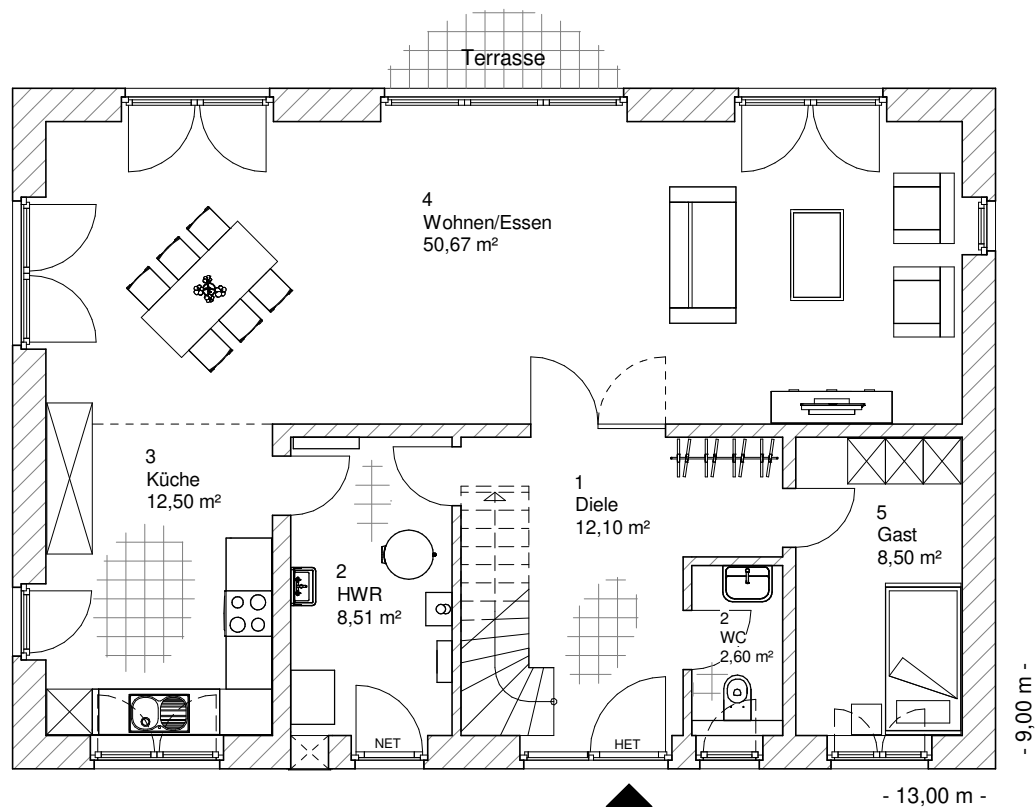 Terrasse
4
Wohnen/Essen
50,67 m²
3
Küche
12,50 m²
1
Diele
12,10 m²
5
Gast
8,50 m²
2
HWR
8,51 m²
2
WC
2,60 m²
NET
HET
- 9,00 m -
- 13,00 m -